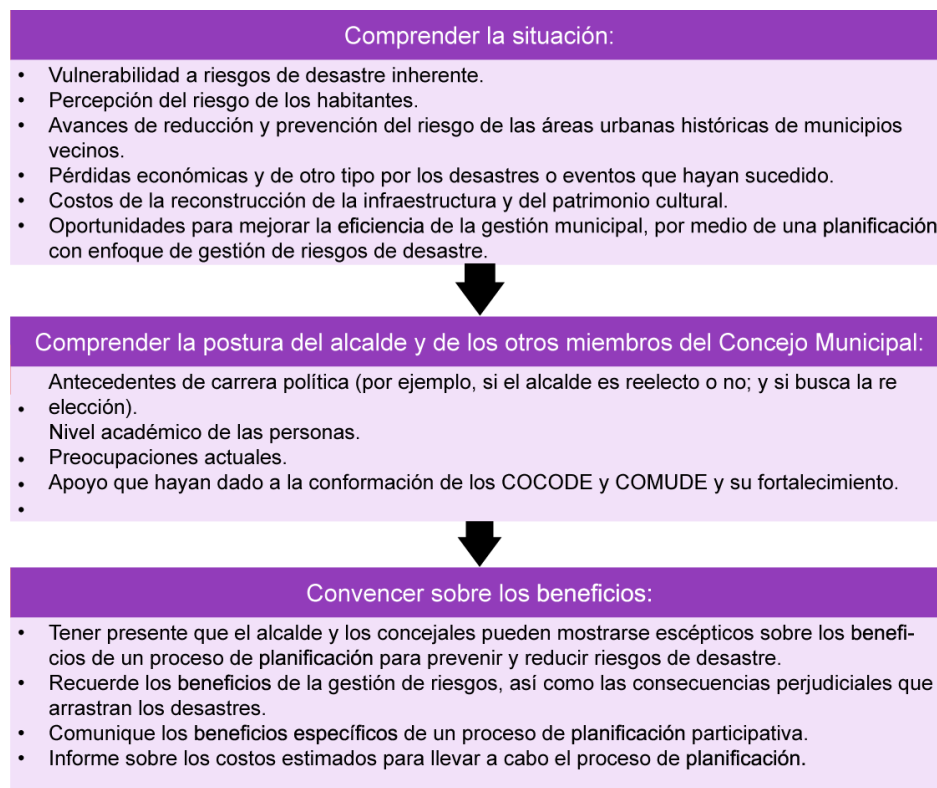 Comprender la situación:
• Vulnerabilidad a riesgos de desastre inherente.
• Percepción del riesgo de los habitantes.
• Avances de reducción y prevención del riesgo de las áreas urbanas históricas de municipios
vecinos.
• Pérdidas económicas y de otro tipo por los desastres o eventos que hayan sucedido.
• Costos de la reconstrucción de la infraestructura y del patrimonio cultural.
• Oportunidades para mejorar la eficiencia de la gestión municipal, por medio de una planificación
con enfoque de gestión de riesgos de desastre.
Comprender la postura del alcalde y de los otros miembros del Concejo Municipal:
Antecedentes de carrera política (por ejemplo, si el alcalde es reelecto o no; y si busca la re
• elección).
Nivel académico de las personas.
• Preocupaciones actuales.
• Apoyo que hayan dado a la conformación de los COCODE y COMUDE y su fortalecimiento.
•
Convencer sobre los beneficios:
• Tener presente que el alcalde y los concejales pueden mostrarse escépticos sobre los benefi-
cios de un proceso de planificación para prevenir y reducir riesgos de desastre.
• Recuerde los beneficios de la gestión de riesgos, así como las consecuencias perjudiciales que
arrastran los desastres.
• Comunique los beneficios específicos de un proceso de planificación participativa.
• Informe sobre los costos estimados para llevar a cabo el proceso de planificación.